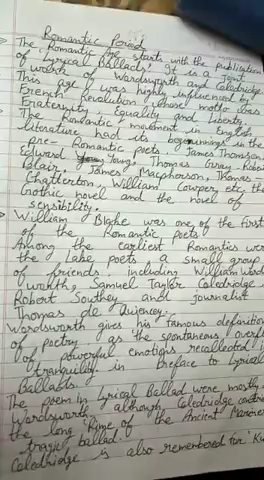 Romantic Period
The Romantic Age starts with the publication
of Lyrical Ballads. It is a joint
work of Wordsworth and Coledridge.
This age was highly influenced by
French Revolution whose motto was
Fraternity, Equality and Liberty.
The Romantic movement in English
literature had its beginnings in the
pre-Romantic poets, James Thomson,
Edward Young, Thomas Gray, Robert
Blair, James Macpherson, Thomas
Chatterton, William Cowper, etc, the
Gothic novel and the novel of
sensibility.
William Blake was one of the first
of the Romantic poets.
Among the earliest Romantics were
the Lake poets a small group
of friends, including William Words
worth, Samuel Taylor Coledridge
Robert Southey and journalist
Thomas de Quincey.
Wordsworth gives his famous definition
of poetry as the spontaneous overflow
of powerful emotions recollected in
tranquility in preface to Lyrical
Ballads.
The poem in Lyrical Ballad were mostly
Wordsworth, although Coledridge contri
the long Rime of the Ancient Mariner
tragic ballad.
Coledridge is also remembered for